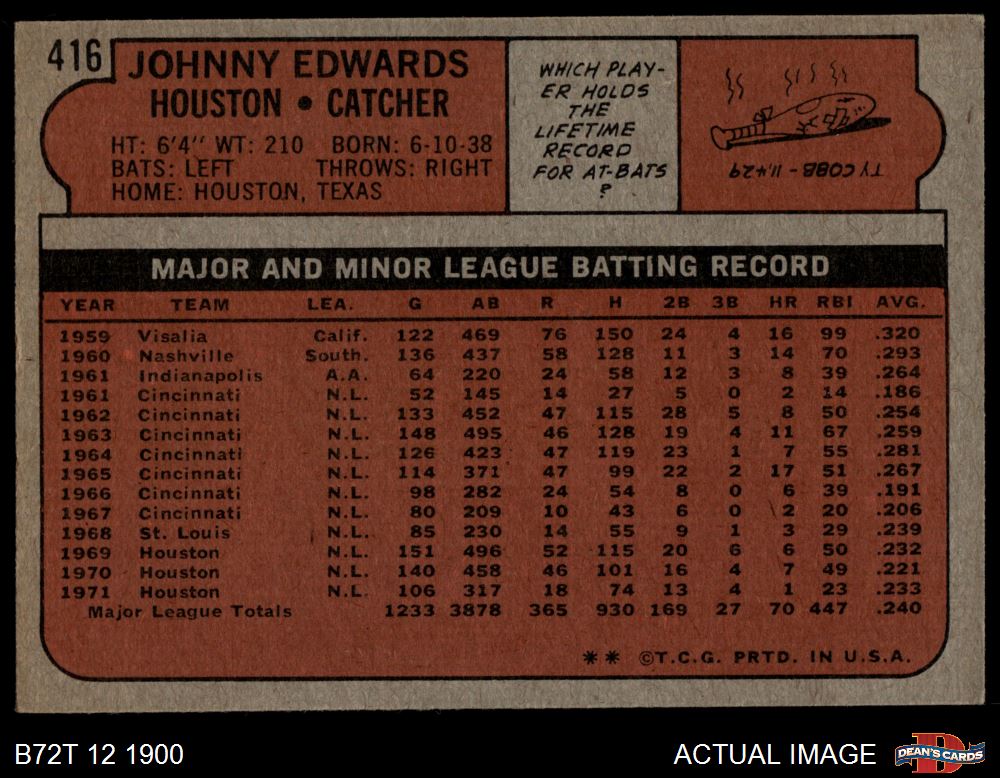 416
JOHNNY EDWARDS
HOUSTON • CATCHER
HT: 6'4" WT: 210 BORN: 6-10-38
BATS: LEFT THROWS: RIGHT
HOME: HOUSTON, TEXAS
WHICH PLAY-
ER HOLDS
THE
LIFETIME
RECORD
FOR AT-BATS
?
TY COBB - 11,429
MAJOR AND MINOR LEAGUE BATTING RECORD
YEAR TEAM LEA. G AB R H 2B 3B HR RBI AVG.
1959 Visalia Calif. 122 469 76 150 24 4 16 99 .320
1960 Nashville South. 136 437 58 128 11 3 14 70 .293
1961 Indianapolis A.A. 64 220 24 58 12 3 8 39 .264
1961 Cincinnati N.L. 52 145 14 27 5 0 2 14 .186
1962 Cincinnati N.L. 133 452 47 115 28 5 8 50 .254
1963 Cincinnati N.L. 148 495 46 128 19 4 11 67 .259
1964 Cincinnati N.L. 126 423 47 119 23 1 7 55 .281
1965 Cincinnati N.L. 114 371 47 99 22 2 17 51 .267
1966 Cincinnati N.L. 98 282 24 54 8 0 6 39 .191
1967 Cincinnati N.L. 80 209 10 43 6 0 2 20 .206
1968 St. Louis N.L. 85 230 14 55 9 1 3 29 .239
1969 Houston N.L. 151 496 52 115 20 6 6 50 .232
1970 Houston N.L. 140 458 46 101 16 4 7 49 .221
1971 Houston N.L. 106 317 18 74 13 4 1 23 .233
Major League Totals 1233 3878 365 930 169 27 70 447 .240
** ©T.C.G. PRTD. IN U.S.A.
B72T 12 1900
ACTUAL IMAGE
D
DEAN'S CARDS